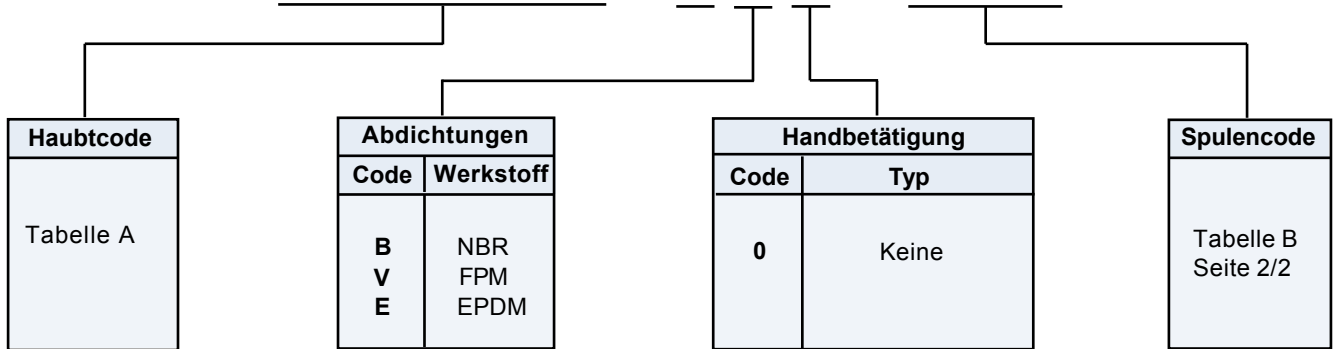 Haubtcode
Tabelle A
Abdichtungen
Code Werkstoff
B NBR
V FPM
E EPDM
Handbetätigung
Code Typ
0 Keine
Spulencode
Tabelle B
Seite 2/2